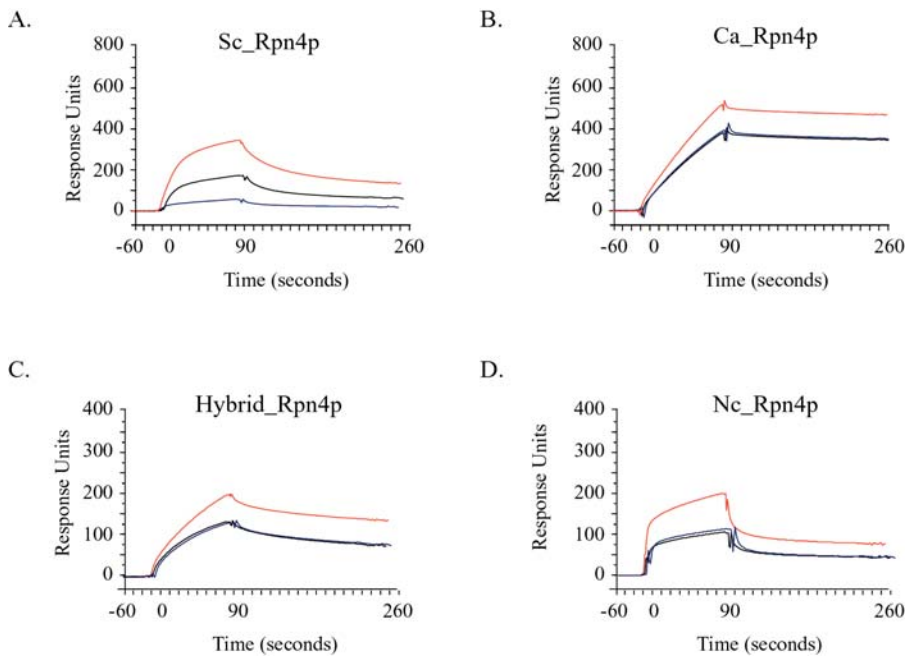 A.
Sc_Rpn4p
800
600
400
200
0
Response Units
-60 0 90 260
Time (seconds)
B.
Ca_Rpn4p
800
600
400
200
0
Response Units
-60 0 90 260
Time (seconds)
C.
Hybrid_Rpn4p
400
300
200
100
0
Response Units
-60 0 90 260
Time (seconds)
D.
Nc_Rpn4p
400
300
200
100
0
Response Units
-60 0 90 260
Time (seconds)